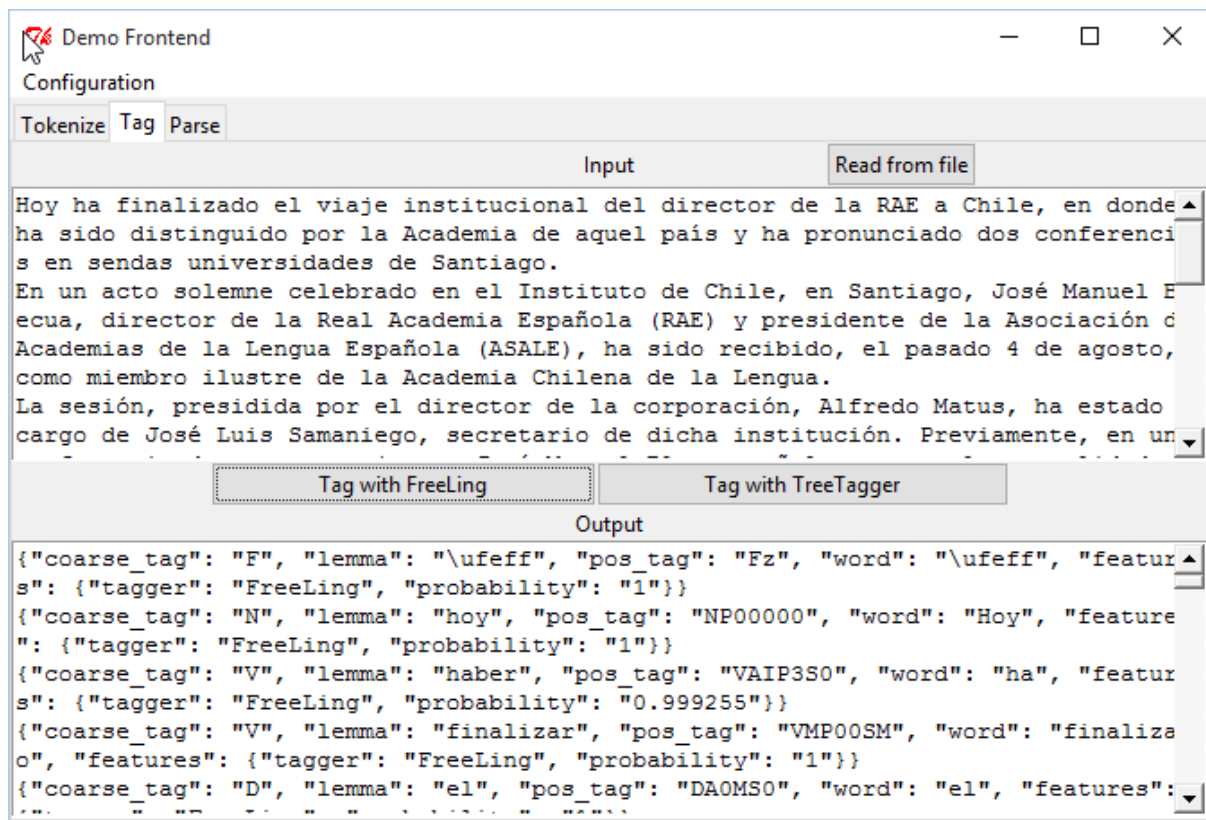 Demo Frontend
Configuration
Tokenize Tag Parse
Input Read from file
Hoy ha finalizado el viaje institucional del director de la RAE a Chile, en donde
ha sido distinguido por la Academia de aquel país y ha pronunciado dos conferenci
s en sendas universidades de Santiago.
En un acto solemne celebrado en el Instituto de Chile, en Santiago, José Manuel
ecua, director de la Real Academia Española (RAE) y presidente de la Asociación
Academias de la Lengua Española (ASALE), ha sido recibido, el pasado 4 de agosto,
como miembro ilustre de la Academia Chilena de la Lengua.
La sesión, presidida por el director de la corporación, Alfredo Matus, ha estado
cargo de José Luis Samaniego, secretario de dicha institución. Previamente, en un
Tag with FreeLing Tag with TreeTagger
Output
{"coarse_tag": "F", "lemma": "\ufeff", "pos_tag": "Fz", "word": "\ufeff", "featur
s": {"tagger": "FreeLing", "probability": "1"}}
{"coarse_tag": "N", "lemma": "hoy", "pos_tag": "NP00000", "word": "Hoy", "feature
": {"tagger": "FreeLing", "probability": "1"}}
{"coarse_tag": "V", "lemma": "haber", "pos_tag": "VAIP3S0", "word": "ha", "featur
s": {"tagger": "FreeLing", "probability": "0.999255"}}
{"coarse_tag": "V", "lemma": "finalizar", "pos_tag": "VMP00SM", "word": "finaliza
o", "features": {"tagger": "FreeLing", "probability": "1"}}
{"coarse_tag": "D", "lemma": "el", "pos_tag": "DA0MS0", "word": "el", "features":